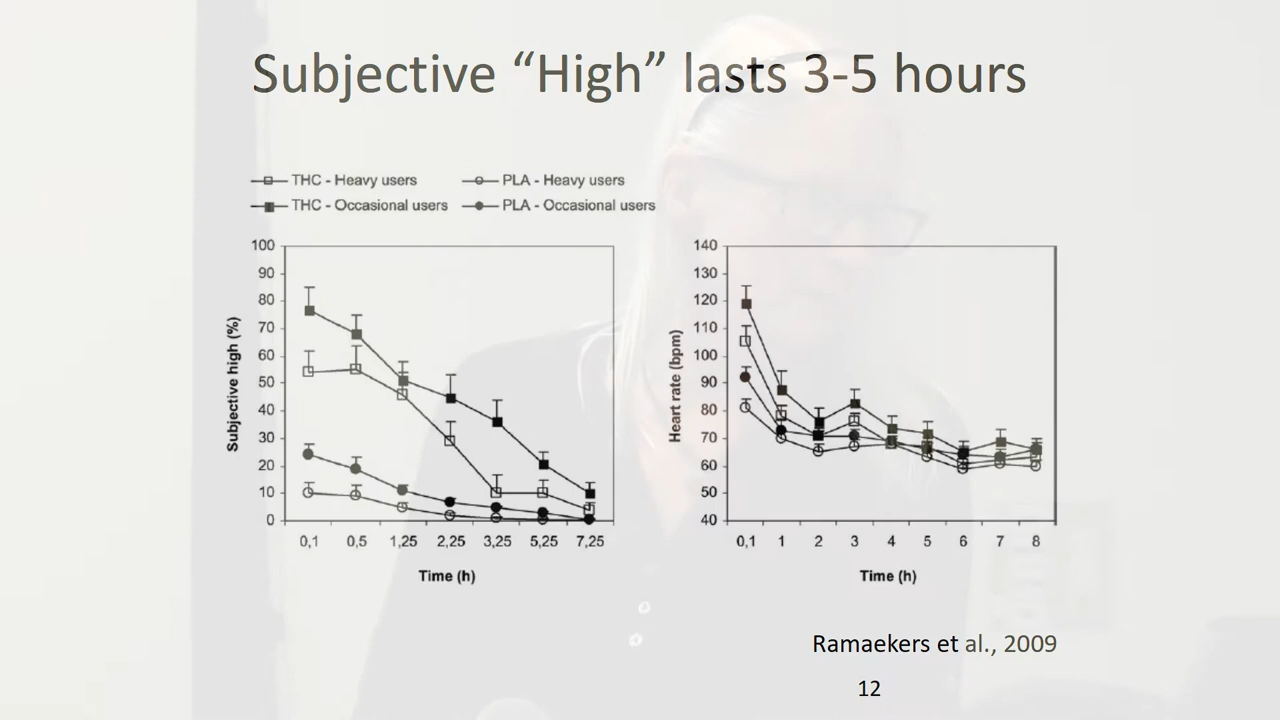 Subjective “High” lasts 3-5 hours
THC - Heavy users
PLA - Heavy users
THC - Occasional users
PLA - Occasional users
Subjective high (%)
100
90
80
70
60
50
40
30
20
10
0
0,1 0,5 1,25 2,25 3,25 5,25 7,25
Time (h)
Heart rate (bpm)
140
130
120
110
100
90
80
70
60
50
40
0,1 1 2 3 4 5 6 7 8
Time (h)
Ramaekers et al., 2009
12